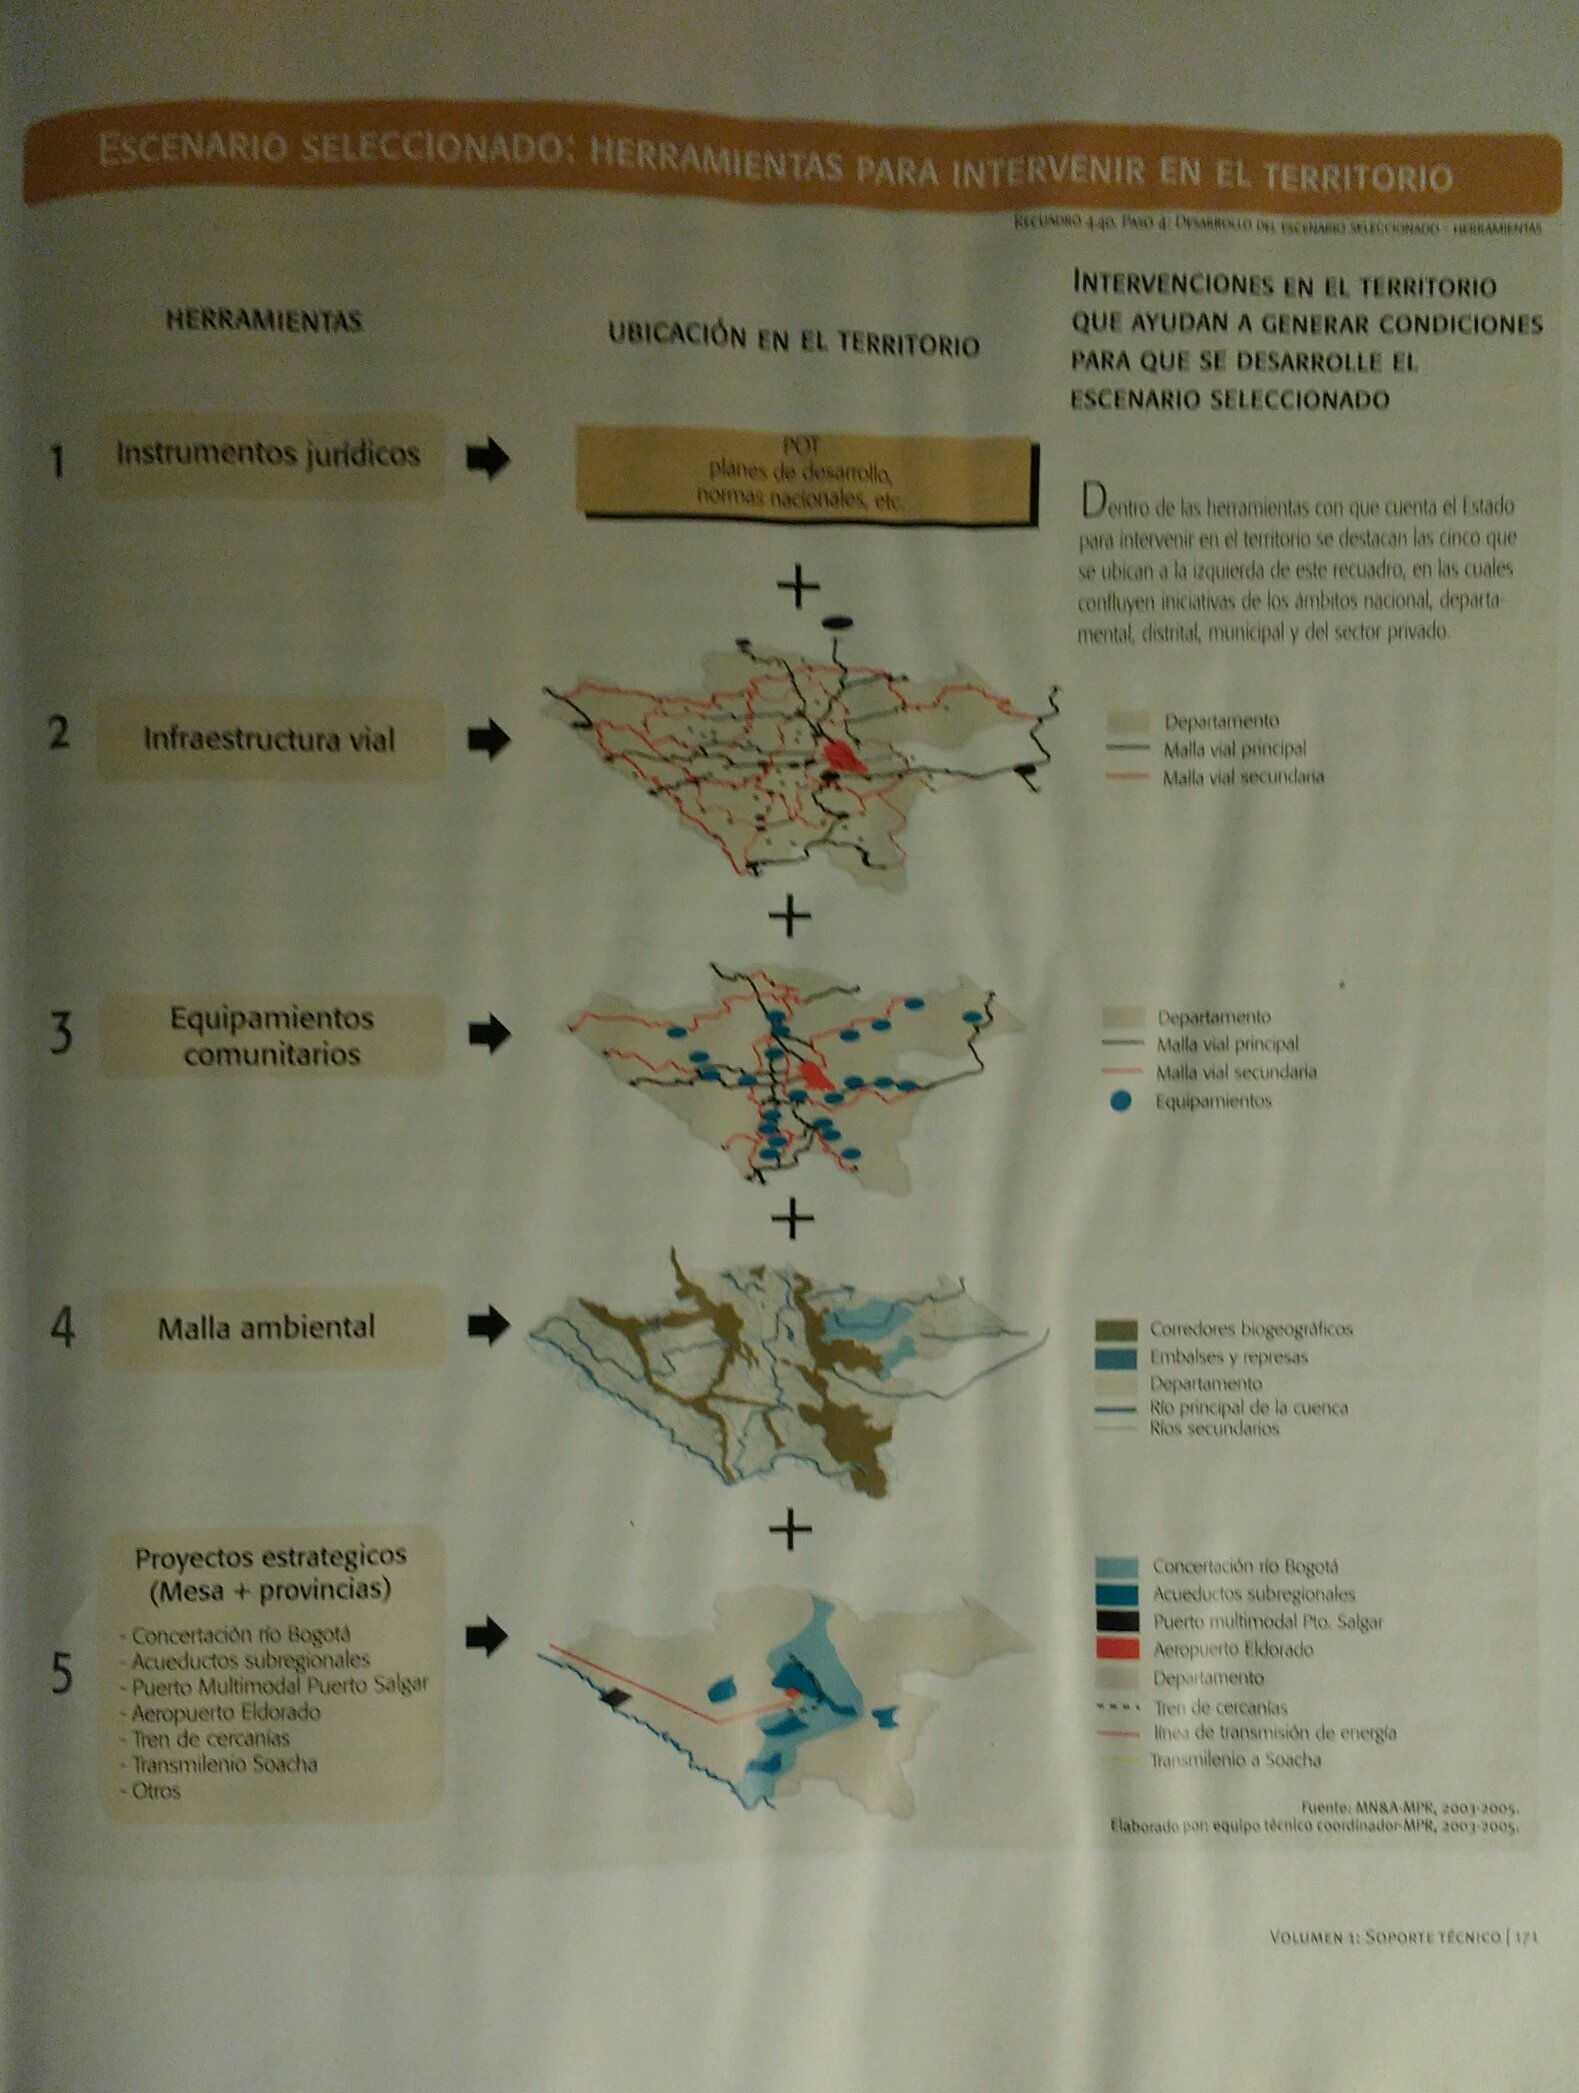 ESCENARIO SELECCIONADO: HERRAMIENTAS PARA INTERVENIR EN EL TERRITORIO
RECUADRO 4.40. PASO 4: DESARROLLO DEL ESCENARIO SELECCIONADO - HERRAMIENTAS
HERRAMIENTAS
UBICACIÓN EN EL TERRITORIO
INTERVENCIONES EN EL TERRITORIO
QUE AYUDAN A GENERAR CONDICIONES
PARA QUE SE DESARROLLE EL
ESCENARIO SELECCIONADO
1
Instrumentos jurídicos
POT
planes de desarrollo,
normas nacionales, etc.
Dentro de las herramientas con que cuenta el Estado
para intervenir en el territorio se destacan las cinco que
se ubican a la izquierda de este recuadro, en las cuales
confluyen iniciativas de los ámbitos nacional, departa-
mental, distrital, municipal y del sector privado.
+
2
Infraestructura vial
Departamento
Malla vial principal
Malla vial secundaria
+
3
Equipamientos
comunitarios
Departamento
Malla vial principal
Malla vial secundaria
Equipamientos
+
4
Malla ambiental
Corredores biogeográficos
Embalses y represas
Departamento
Río principal de la cuenca
Ríos secundarios
+
5
Proyectos estrategicos
(Mesa + provincias)
- Concertación río Bogotá
- Acueductos subregionales
- Puerto Multimodal Puerto Salgar
- Aeropuerto Eldorado
- Tren de cercanías
- Transmilenio Soacha
- Otros
Concertación río Bogotá
Acueductos subregionales
Puerto multimodal Pto. Salgar
Aeropuerto Eldorado
Departamento
Tren de cercanías
línea de transmisión de energía
Transmilenio a Soacha
Fuente: MN&A-MPR, 2003-2005.
Elaborado por: equipo técnico coordinador-MPR, 2003-2005.
VOLUMEN 1: SOPORTE TÉCNICO | 171